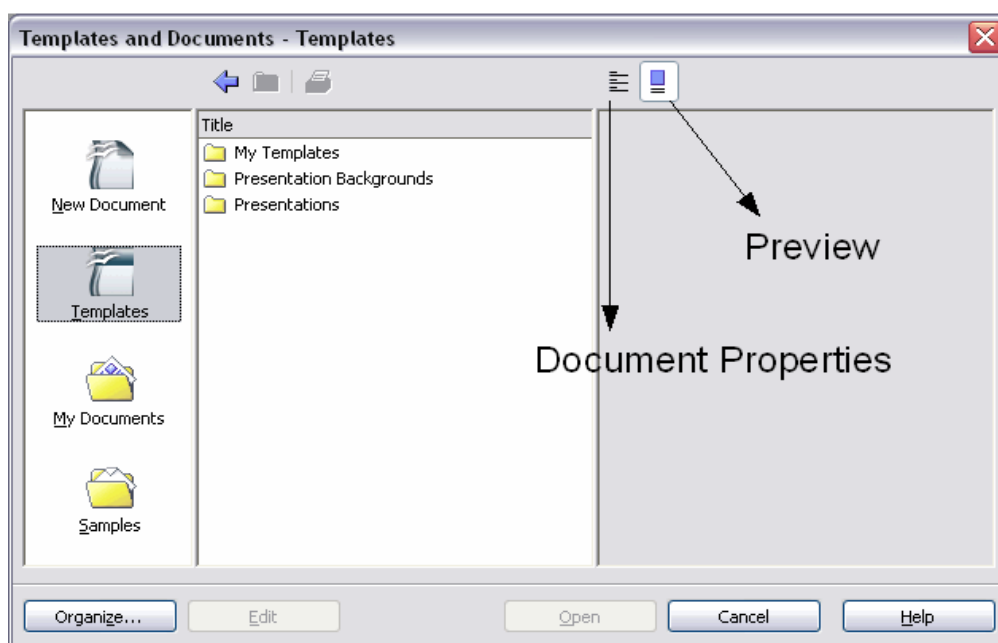 Templates and Documents - Templates
Title
My Templates
Presentation Backgrounds
Presentations
New Document
Templates
My Documents
Samples
Preview
Document Properties
Organize...
Edit
Open
Cancel
Help